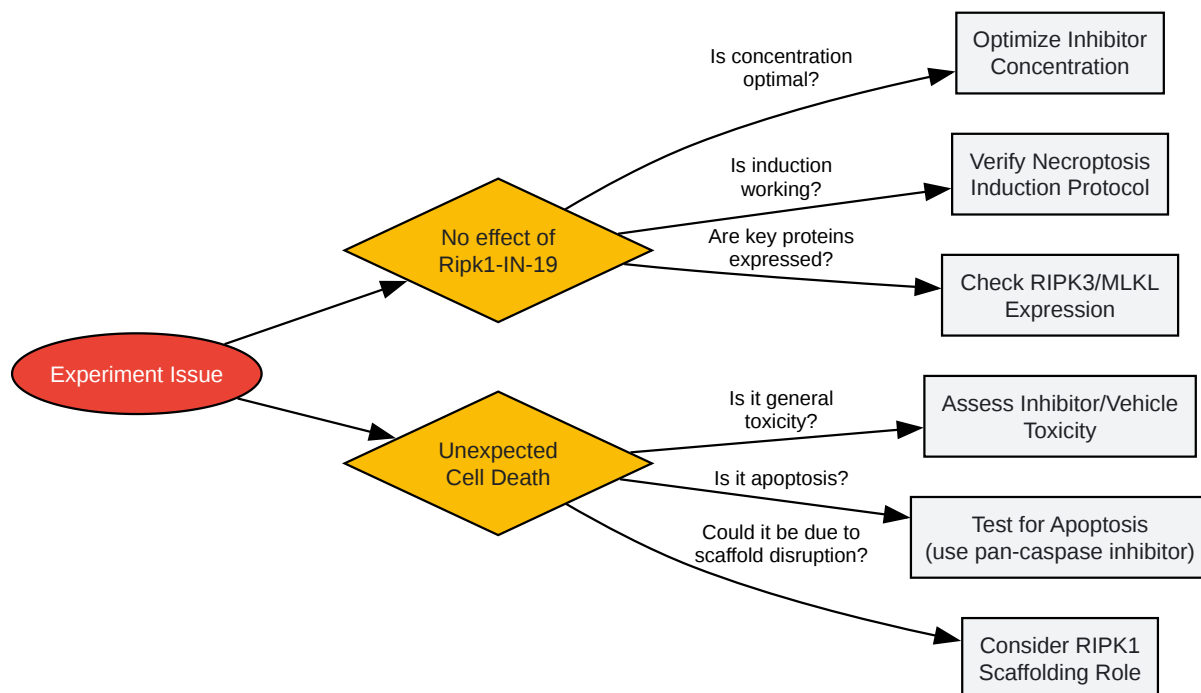 Experiment Issue
No effect of
Ripk1-IN-19
Is concentration
optimal?
Optimize Inhibitor
Concentration
Is induction
working?
Verify Necroptosis
Induction Protocol
Are key proteins
expressed?
Check RIPK3/MLKL
Expression
Unexpected
Cell Death
Is it general
toxicity?
Assess Inhibitor/Vehicle
Toxicity
Is it apoptosis?
Test for Apoptosis
(use pan-caspase inhibitor)
Could it be due to
scaffold disruption?
Consider RIPK1
Scaffolding Role